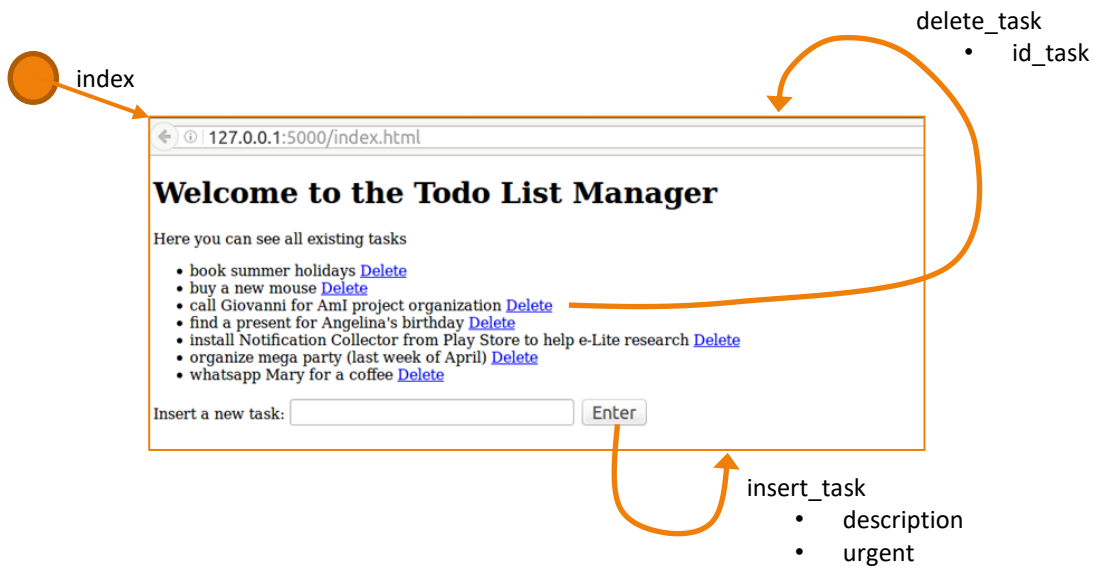 delete_task
• id_task
index
127.0.0.1:5000/index.html
Welcome to the Todo List Manager
Here you can see all existing tasks
• book summer holidays Delete
• buy a new mouse Delete
• call Giovanni for AmI project organization Delete
• find a present for Angelina's birthday Delete
• install Notification Collector from Play Store to help e-Lite research Delete
• organize mega party (last week of April) Delete
• whatsapp Mary for a coffee Delete
Insert a new task: Enter
insert_task
• description
• urgent